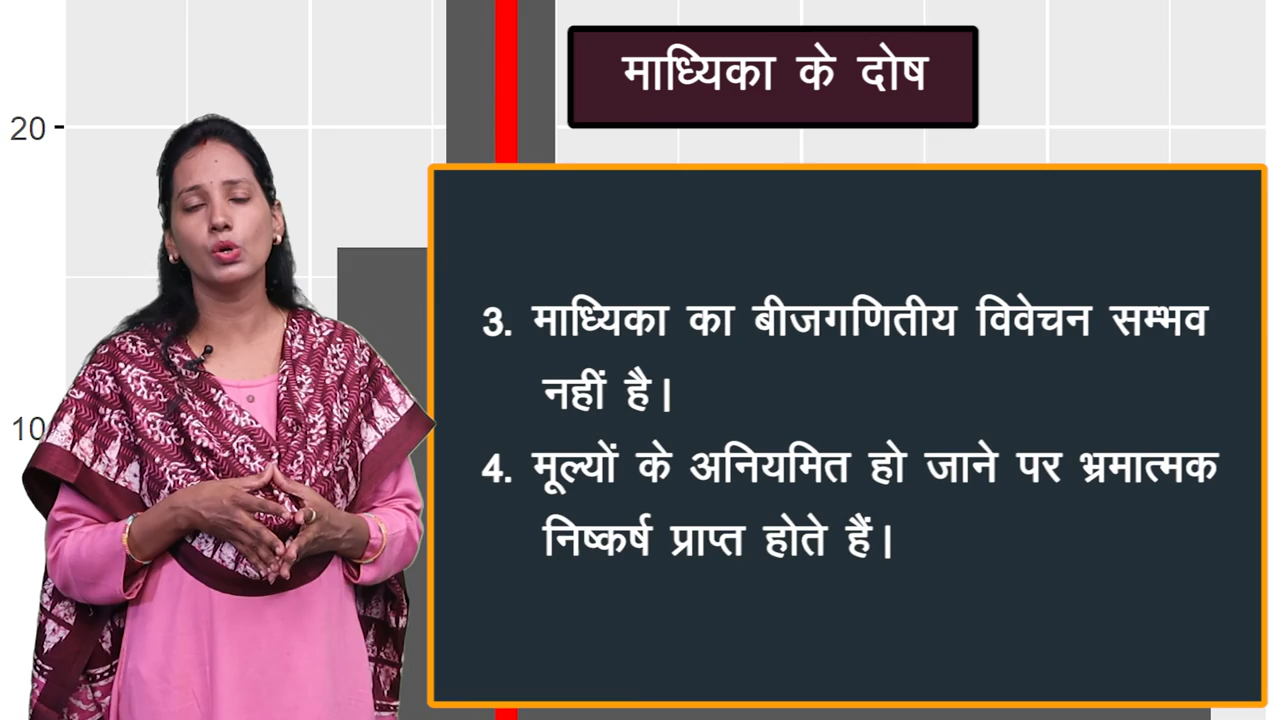 माध्यिका के दोष
20
10
3. माध्यिका का बीजगणितीय विवेचन सम्भव
नहीं है।
4. मूल्यों के अनियमित हो जाने पर भ्रमात्मक
निष्कर्ष प्राप्त होते हैं।